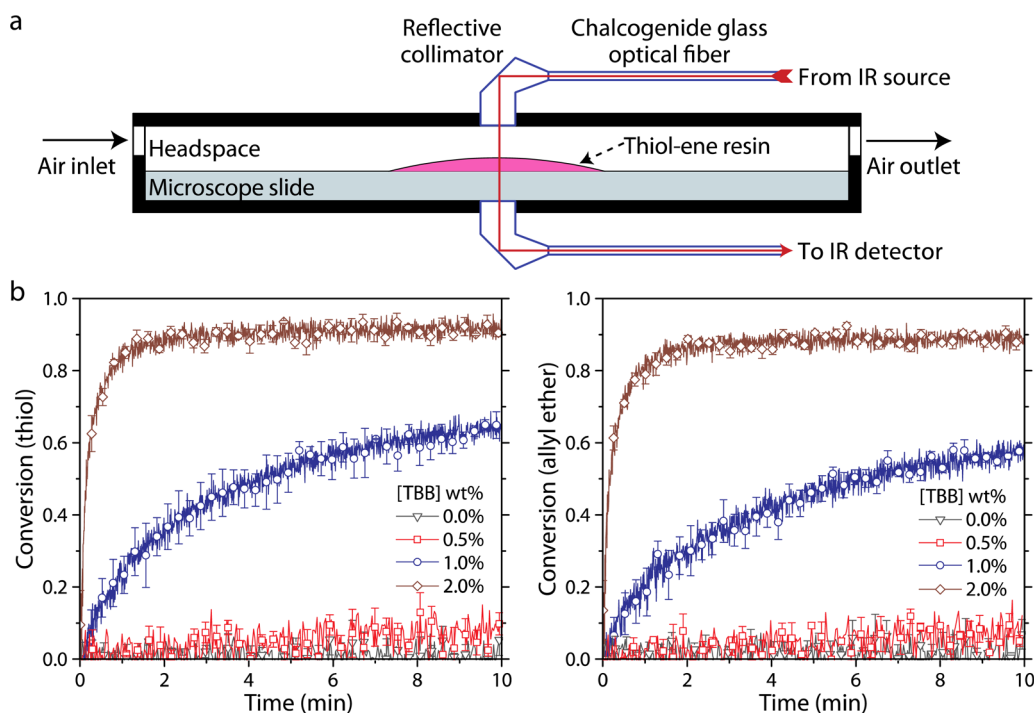 a
Reflective
collimator
Chalcogenide glass
optical fiber
From IR source
Air inlet
Headspace
Thiol-ene resin
Air outlet
Microscope slide
To IR detector
b
Conversion (thiol)
1.0
0.8
0.6
0.4
0.2
0.0
[TBB] wt%
0.0%
0.5%
1.0%
2.0%
0 2 4 6 8 10
Time (min)
Conversion (allyl ether)
1.0
0.8
0.6
0.4
0.2
0.0
[TBB] wt%
0.0%
0.5%
1.0%
2.0%
0 2 4 6 8 10
Time (min)